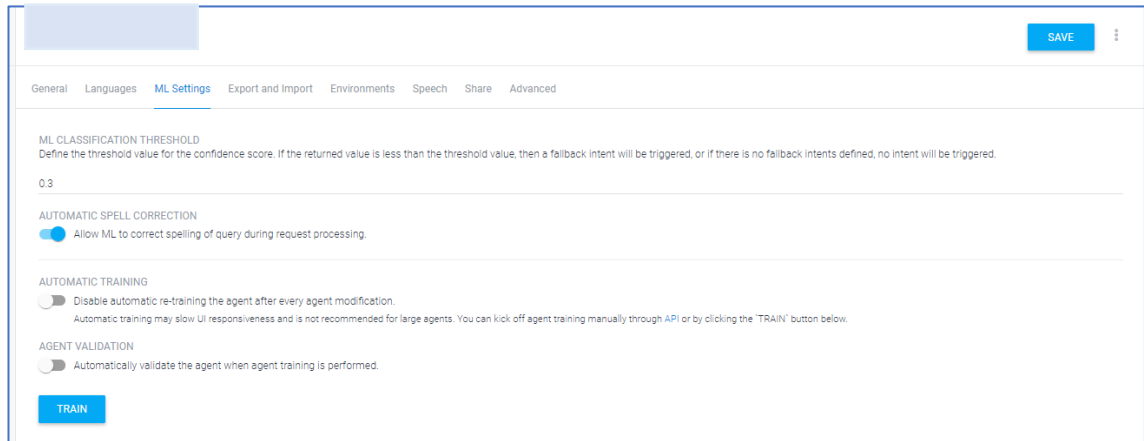 SAVE
General Languages ML Settings Export and Import Environments Speech Share Advanced
ML CLASSIFICATION THRESHOLD
Define the threshold value for the confidence score. If the returned value is less than the threshold value, then a fallback intent will be triggered, or if there is no fallback intents defined, no intent will be triggered.
0.3
AUTOMATIC SPELL CORRECTION
Allow ML to correct spelling of query during request processing.
AUTOMATIC TRAINING
Disable automatic re-training the agent after every agent modification.
Automatic training may slow UI responsiveness and is not recommended for large agents. You can kick off agent training manually through API or by clicking the `TRAIN` button below.
AGENT VALIDATION
Automatically validate the agent when agent training is performed.
TRAIN